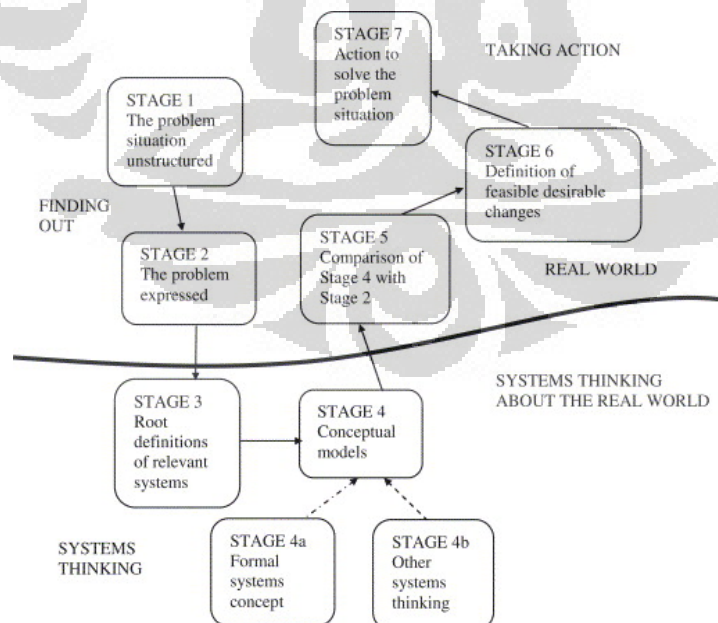 STAGE 7
Action to
solve the
problem
situation
TAKING ACTION
STAGE 1
The problem
situation
unstructured
STAGE 6
Definition of
feasible desirable
changes
FINDING
OUT
STAGE 2
The problem
expressed
STAGE 5
Comparison of
Stage 4 with
Stage 2
REAL WORLD
SYSTEMS THINKING
ABOUT THE REAL WORLD
STAGE 3
Root
definitions
of relevant
systems
STAGE 4
Conceptual
models
SYSTEMS
THINKING
STAGE 4a
Formal
systems
concept
STAGE 4b
Other
systems
thinking